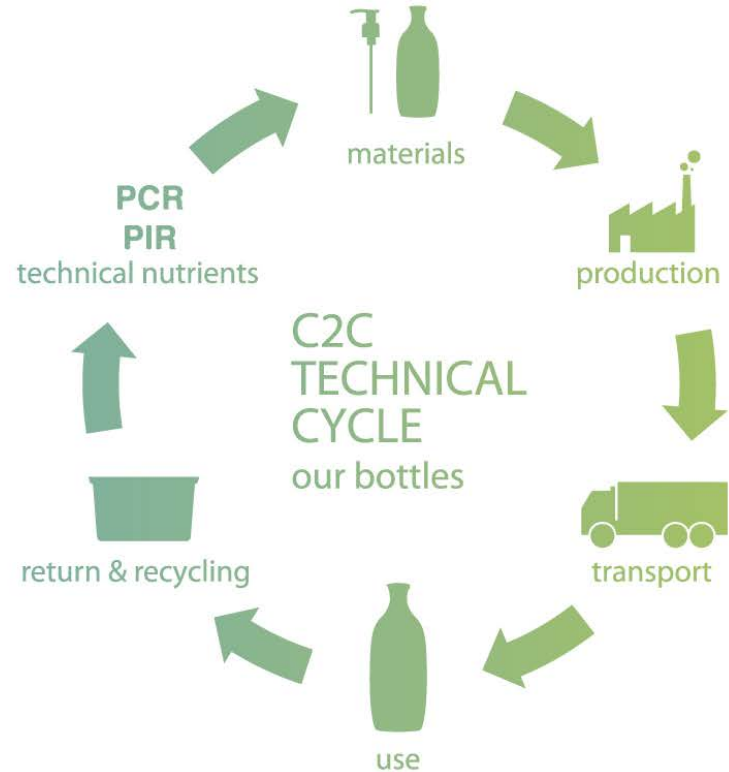 materials
production
transport
use
return & recycling
PCR
PIR
technical nutrients
C2C
TECHNICAL
CYCLE
our bottles